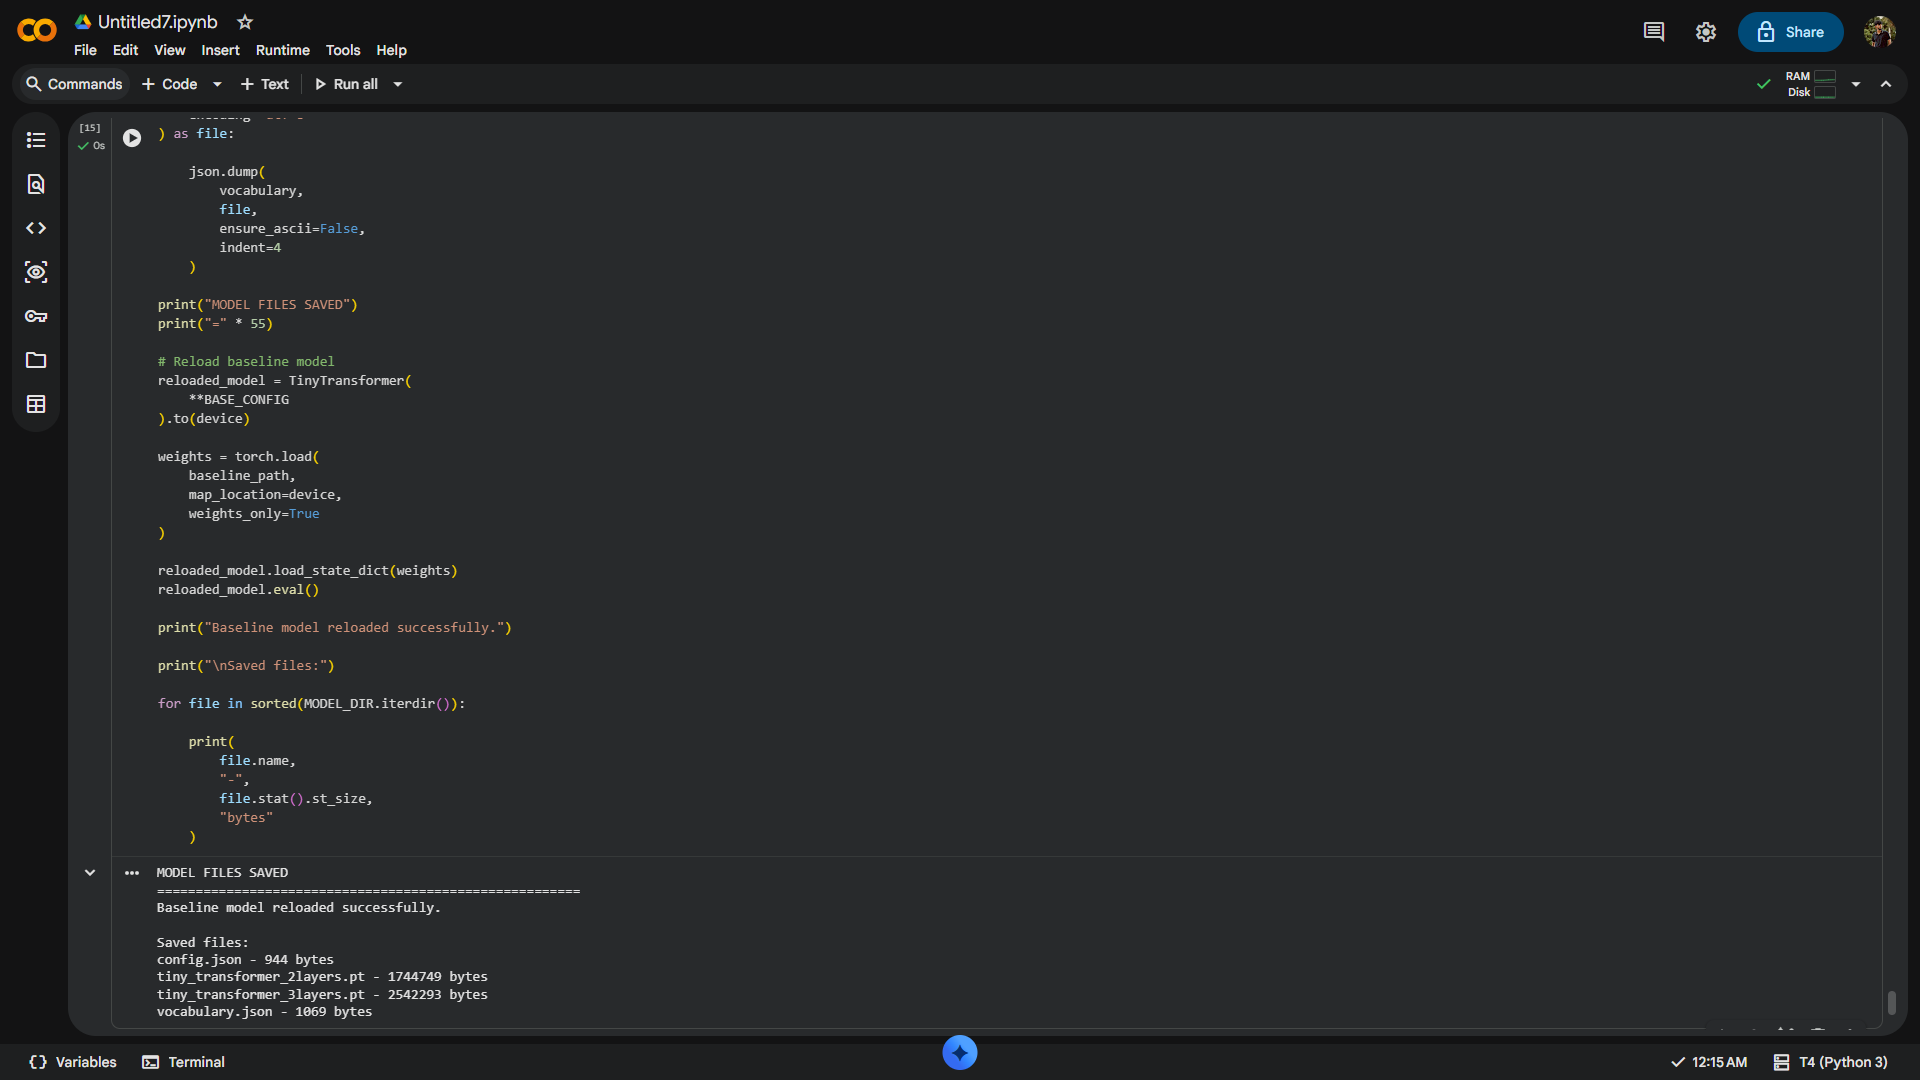 Untitled7.ipynb
File Edit View Insert Runtime Tools Help
Share
Commands + Code + Text Run all
RAM
Disk
[15]
0s
) as file:
json.dump(
vocabulary,
file,
ensure_ascii=False,
indent=4
)
print("MODEL FILES SAVED")
print("=" * 55)
# Reload baseline model
reloaded_model = TinyTransformer(
**BASE_CONFIG
).to(device)
weights = torch.load(
baseline_path,
map_location=device,
weights_only=True
)
reloaded_model.load_state_dict(weights)
reloaded_model.eval()
print("Baseline model reloaded successfully.")
print("\nSaved files:")
for file in sorted(MODEL_DIR.iterdir()):
print(
file.name,
"-",
file.stat().st_size,
"bytes"
)
MODEL FILES SAVED
=======================================================
Baseline model reloaded successfully.
Saved files:
config.json - 944 bytes
tiny_transformer_2layers.pt - 1744749 bytes
tiny_transformer_3layers.pt - 2542293 bytes
vocabulary.json - 1069 bytes
{} Variables Terminal
12:15 AM T4 (Python 3)